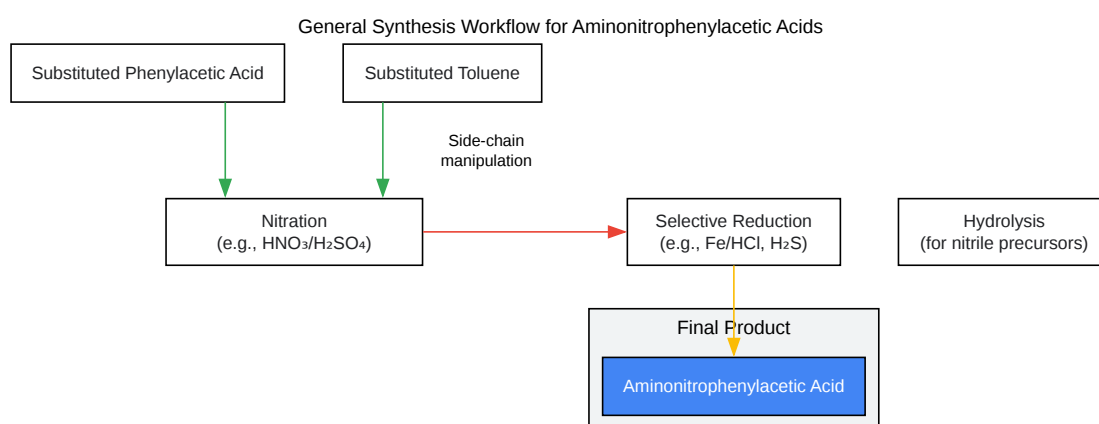 General Synthesis Workflow for Aminonitrophenylacetic Acids
Substituted Phenylacetic Acid
Substituted Toluene
Side-chain
manipulation
Nitration
(e.g., HNO₃/H₂SO₄)
Selective Reduction
(e.g., Fe/HCl, H₂S)
Hydrolysis
(for nitrile precursors)
Final Product
Aminonitrophenylacetic Acid